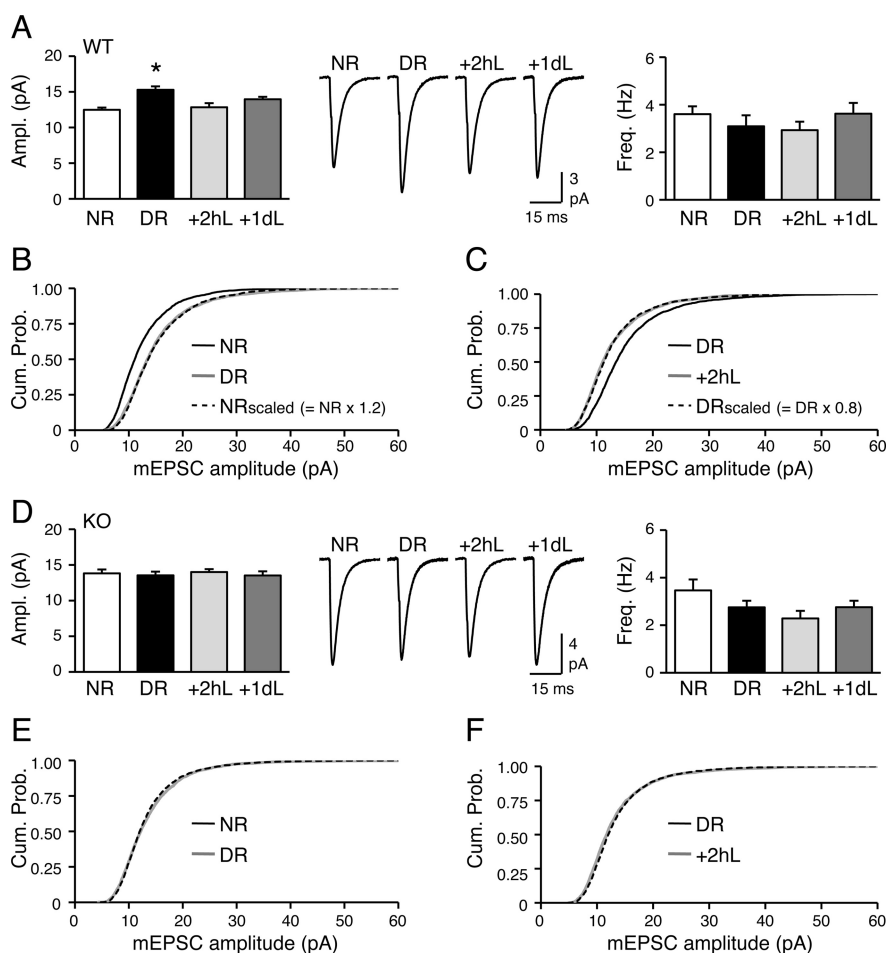 A
WT
Ampl. (pA)
20
15
10
5
0
NR DR +2hL +1dL
*
NR DR +2hL +1dL
3
pA
15 ms
Freq. (Hz)
6
4
2
0
NR DR +2hL +1dL
B
Cum. Prob.
1.00
0.75
0.50
0.25
0
NR
DR
NRscaled (= NR x 1.2)
0 10 20 30 40 50 60
mEPSC amplitude (pA)
C
Cum. Prob.
1.00
0.75
0.50
0.25
0
DR
+2hL
DRscaled (= DR x 0.8)
0 10 20 30 40 50 60
mEPSC amplitude (pA)
D
KO
Ampl. (pA)
20
15
10
5
0
NR DR +2hL +1dL
NR DR +2hL +1dL
4
pA
15 ms
Freq. (Hz)
6
4
2
0
NR DR +2hL +1dL
E
Cum. Prob.
1.00
0.75
0.50
0.25
0
NR
DR
0 10 20 30 40 50 60
mEPSC amplitude (pA)
F
Cum. Prob.
1.00
0.75
0.50
0.25
0
DR
+2hL
0 10 20 30 40 50 60
mEPSC amplitude (pA)